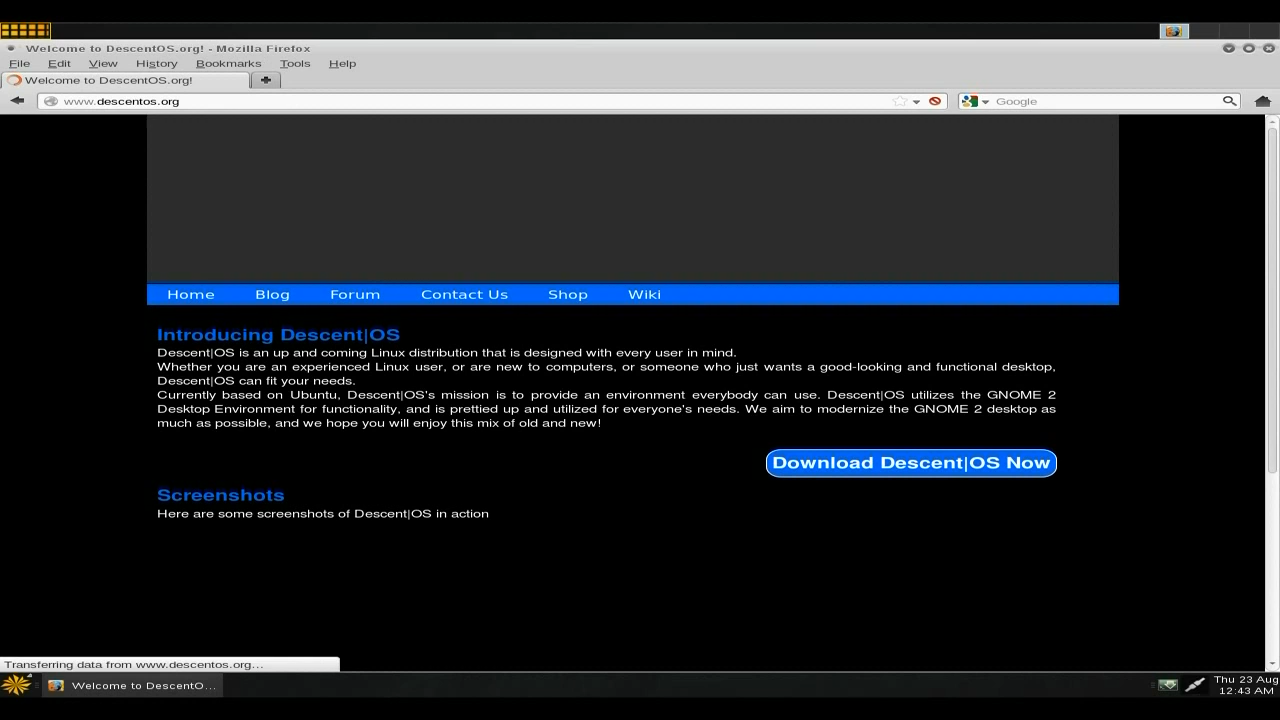 Welcome to DescentOS.org! - Mozilla Firefox
File Edit View History Bookmarks Tools Help
Welcome to DescentOS.org!
www.descentos.org
Google
Home Blog Forum Contact Us Shop Wiki
Introducing Descent|OS
Descent|OS is an up and coming Linux distribution that is designed with every user in mind.
Whether you are an experienced Linux user, or are new to computers, or someone who just wants a good-looking and functional desktop,
Descent|OS can fit your needs.
Currently based on Ubuntu, Descent|OS's mission is to provide an environment everybody can use. Descent|OS utilizes the GNOME 2
Desktop Environment for functionality, and is prettied up and utilized for everyone's needs. We aim to modernize the GNOME 2 desktop as
much as possible, and we hope you will enjoy this mix of old and new!
Download Descent|OS Now
Screenshots
Here are some screenshots of Descent|OS in action
Transferring data from www.descentos.org...
Welcome to DescentO...
Thu 23 Aug
12:43 AM